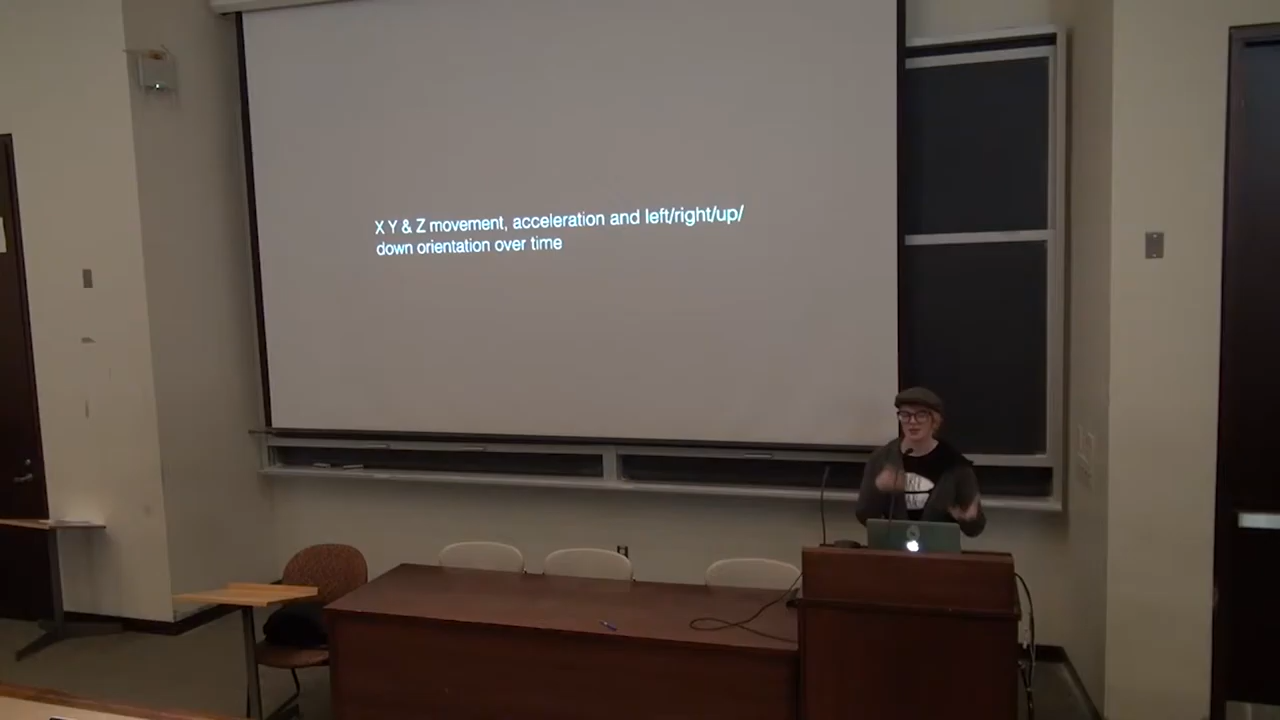 X Y & Z movement, acceleration and left/right/up/
down orientation over time